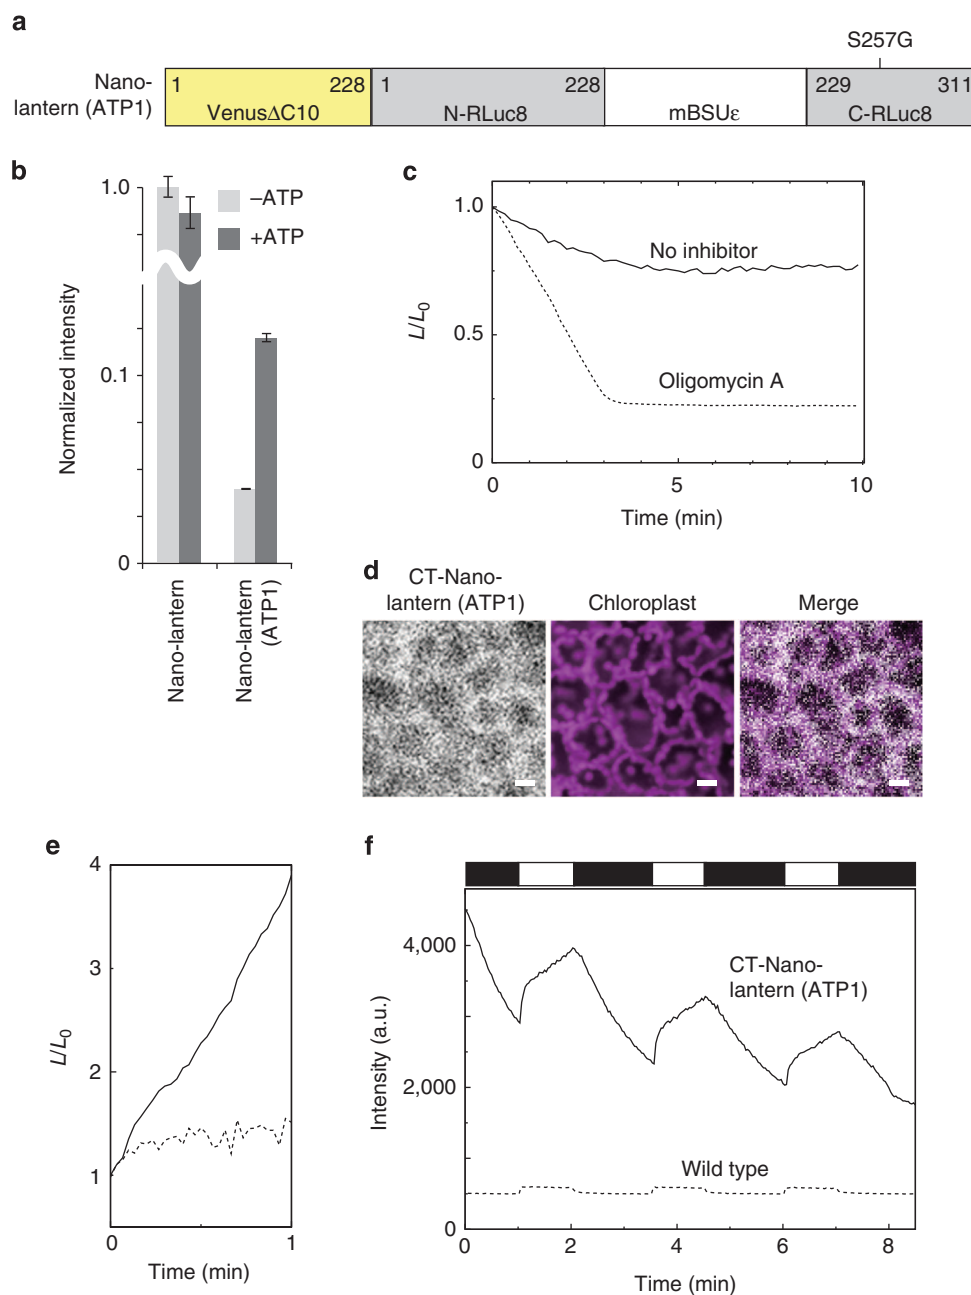 a
S257G
Nano-
lantern (ATP1)
1 228 1 228 229 311
VenusΔC10 N-RLuc8 mBSUε C-RLuc8
b
1.0
0.1
0
Normalized intensity
–ATP
+ATP
Nano-lantern
Nano-lantern
(ATP1)
c
1.0
0.5
0
L/L0
No inhibitor
Oligomycin A
0 5 10
Time (min)
d
CT-Nano-
lantern (ATP1)
Chloroplast
Merge
e
4
3
2
1
L/L0
0 1
Time (min)
f
4,000
2,000
0
Intensity (a.u.)
CT-Nano-
lantern (ATP1)
Wild type
0 2 4 6 8
Time (min)